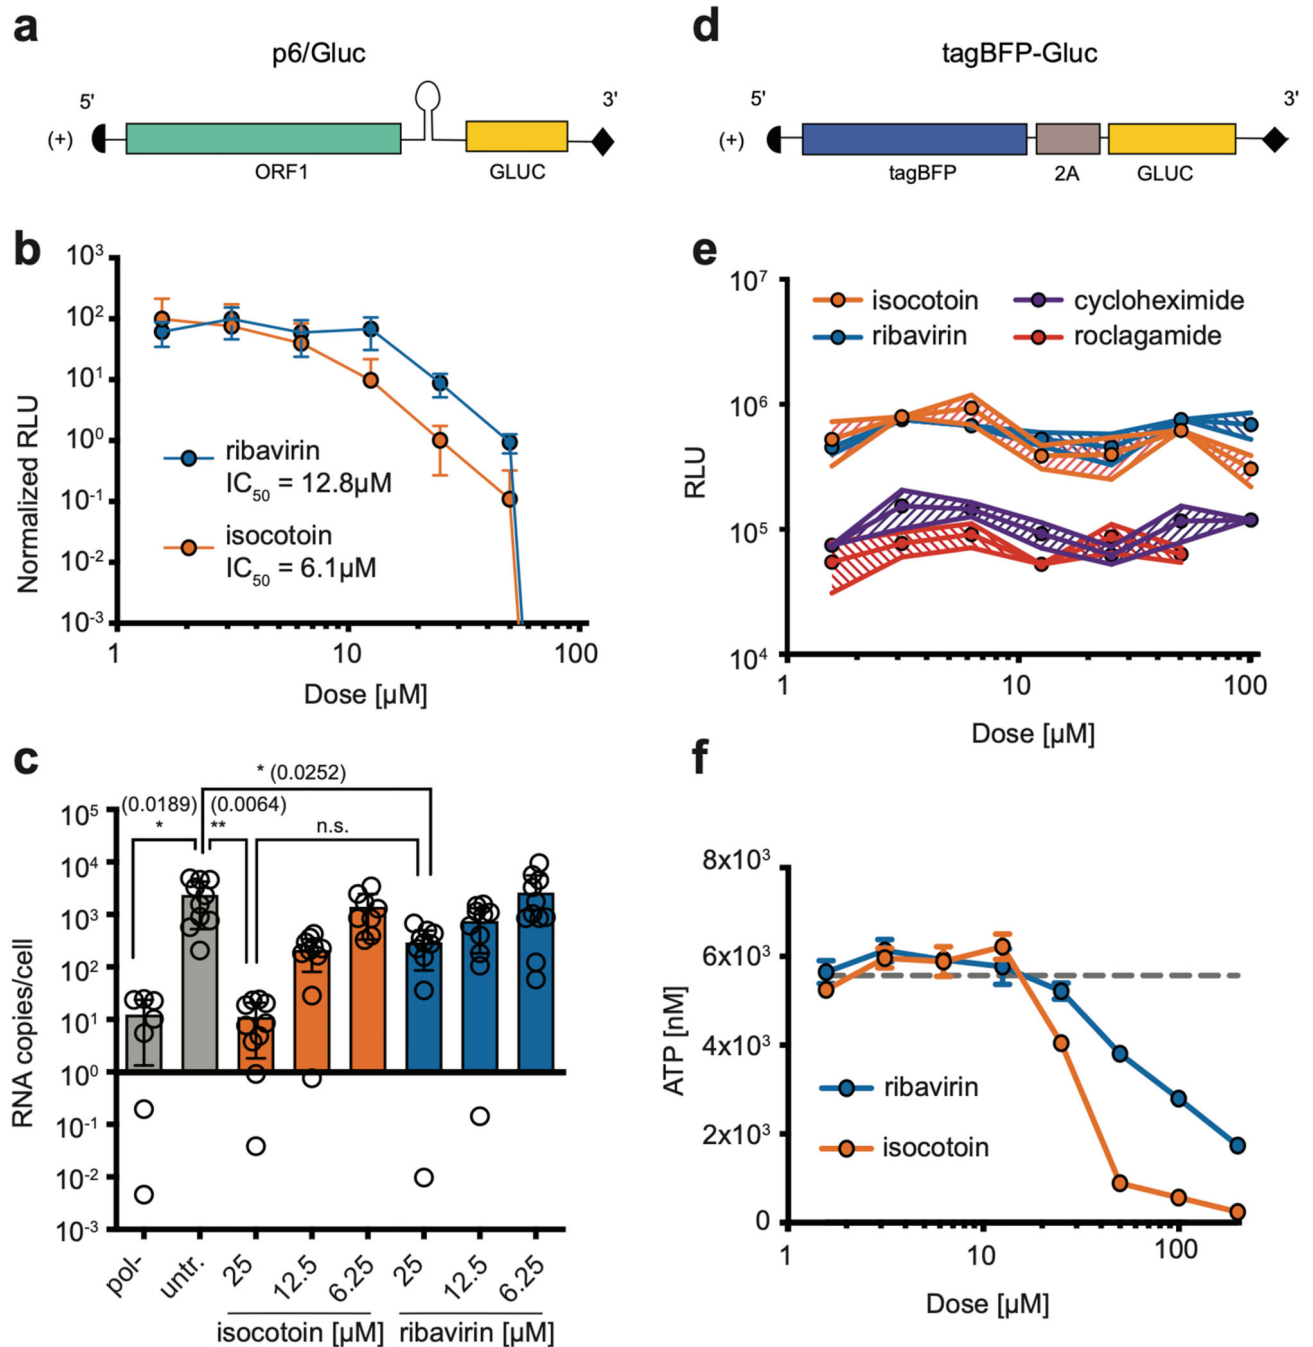 a
p6/Gluc
5'
3'
(+)
ORF1
GLUC
b
10³
10²
10¹
10⁰
10⁻¹
10⁻²
10⁻³
Normalized RLU
ribavirin
IC₅₀ = 12.8µM
isocotoin
IC₅₀ = 6.1µM
1
10
100
Dose [µM]
c
* (0.0252)
(0.0189)
(0.0064)
*
**
n.s.
10⁵
10⁴
10³
10²
10¹
10⁰
10⁻¹
10⁻²
10⁻³
RNA copies/cell
pol-
untr.
25
12.5
6.25
25
12.5
6.25
isocotoin [µM]
ribavirin [µM]
d
tagBFP-Gluc
5'
3'
(+)
tagBFP
2A
GLUC
e
10⁷
10⁶
10⁵
10⁴
RLU
isocotoin
cycloheximide
ribavirin
roclagamide
1
10
100
Dose [µM]
f
8x10³
6x10³
4x10³
2x10³
0
ATP [nM]
ribavirin
isocotoin
1
10
100
Dose [µM]